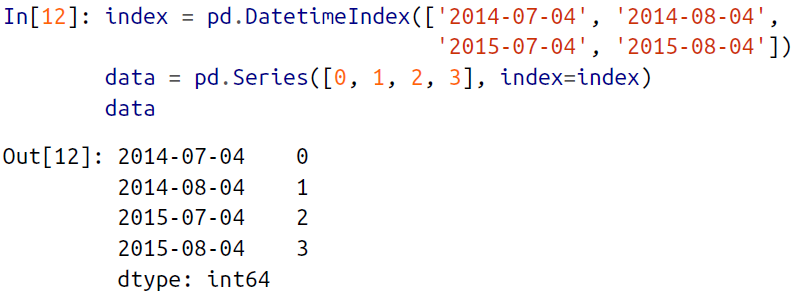 In[12]: index = pd.DatetimeIndex(['2014-07-04', '2014-08-04',
'2015-07-04', '2015-08-04'])
data = pd.Series([0, 1, 2, 3], index=index)
data
Out[12]: 2014-07-04    0
2014-08-04    1
2015-07-04    2
2015-08-04    3
dtype: int64